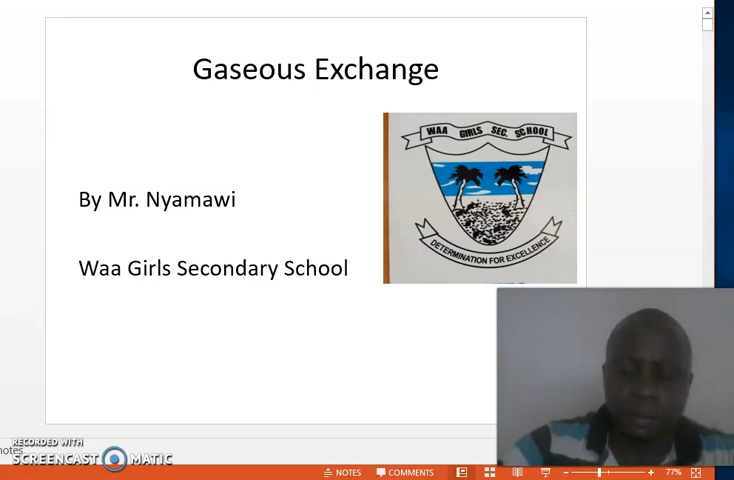 Gaseous Exchange
WAA GIRLS SEC. SCHOOL
By Mr. Nyamawi
DETERMINATION FOR EXCELLENCE
Waa Girls Secondary School
notes
RECORDED WITH
SCREENCAST MATIC
NOTES COMMENTS 77%